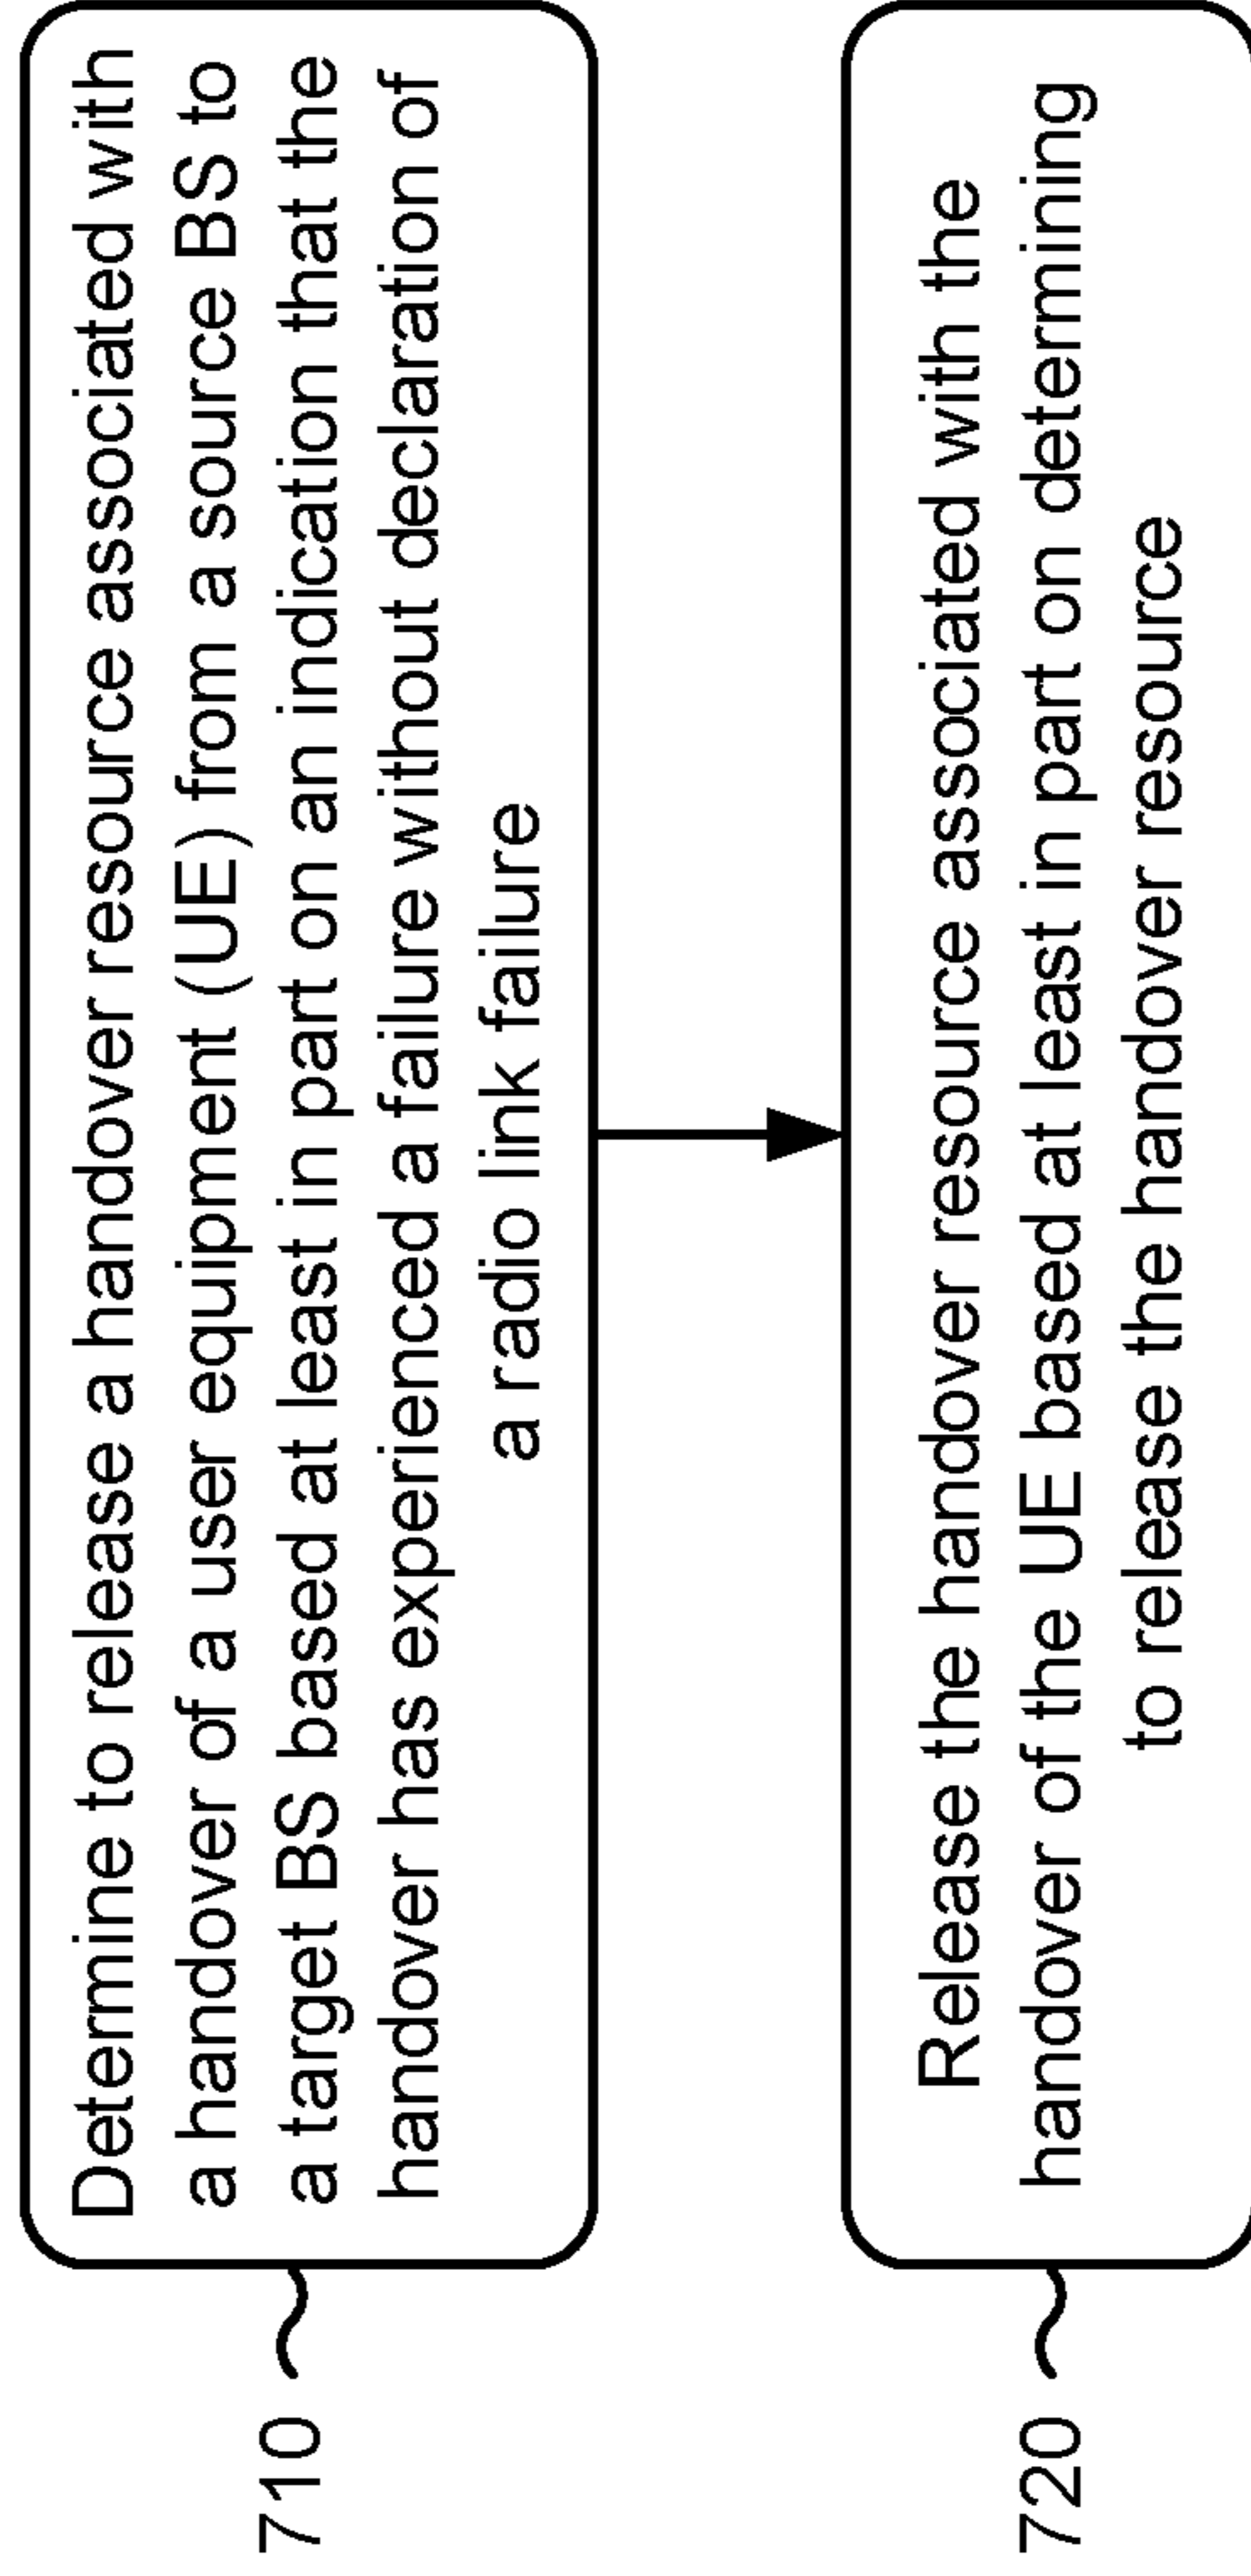 710
Determine to release a handover resource associated with
a handover of a user equipment (UE) from a source BS to
a target BS based at least in part on an indication that the
handover has experienced a failure without declaration of
a radio link failure
720
Release the handover resource associated with the
handover of the UE based at least in part on determining
to release the handover resource